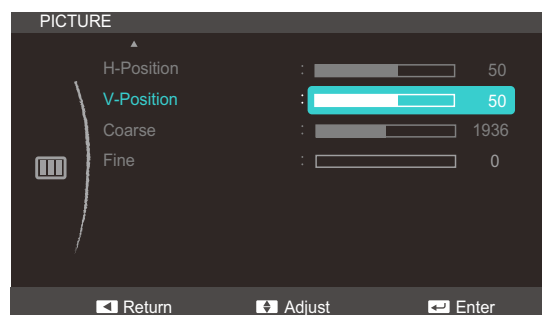 PICTURE
H-Position : 50
V-Position : 50
Coarse : 1936
Fine : 0
Return Adjust Enter